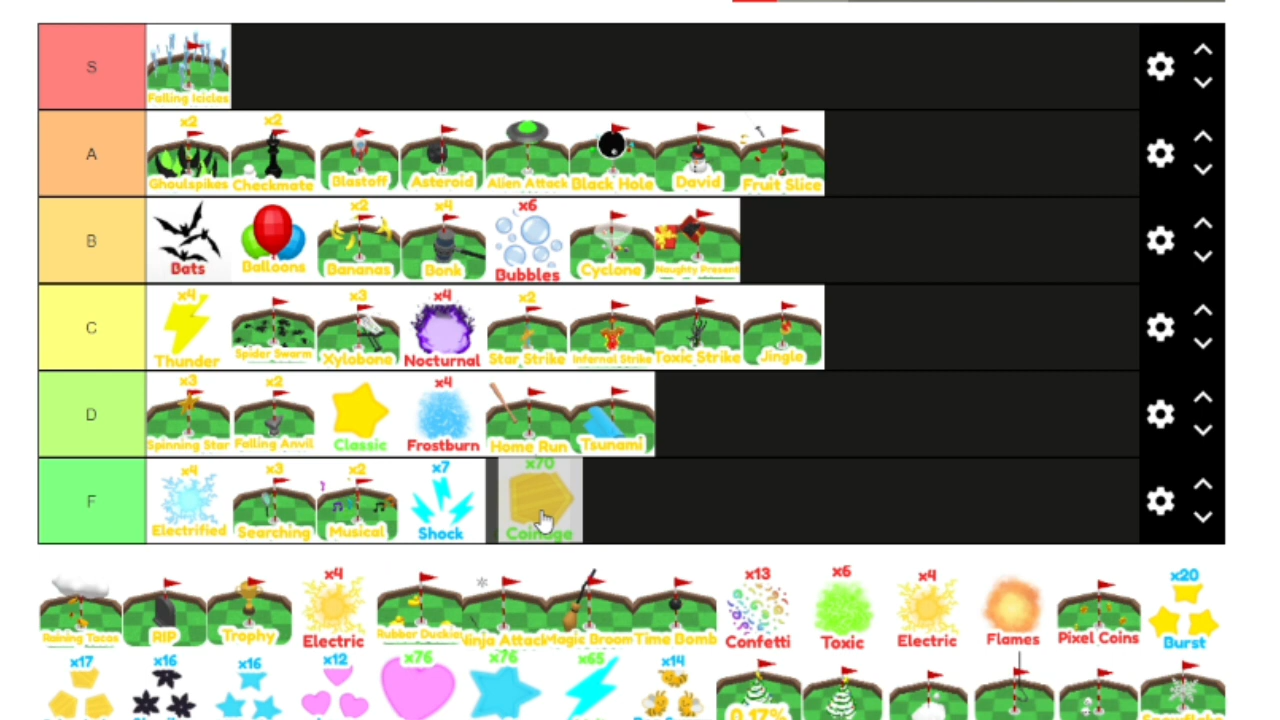 S
Falling Icicles
A
x2 x2
Ghoulspikes Checkmate Blastoff Asteroid Alien Attack Black Hole David Fruit Slice
B
x2 x4 x6
Bats Balloons Bananas Bonk Bubbles Cyclone Naughty Present
C
x4 x3 x4 x2
Thunder Spider Swarm Xylobone Nocturnal Star Strike Infernal Strike Toxic Strike Jingle
D
x3 x2 x4
Spinning Star Falling Anvil Classic Frostburn Home Run Tsunami
F
x4 x3 x2 x7 x70
Electrified Searching Musical Shock Coinage
x4 x13 x6 x4 x20
Raining Tacos RIP Trophy Electric Rubber Duckies Ninja Attack Magic Broom Time Bomb Confetti Toxic Electric Flames Pixel Coins Burst
x17 x16 x16 x12 x76 x76 x65 x14
0.17%